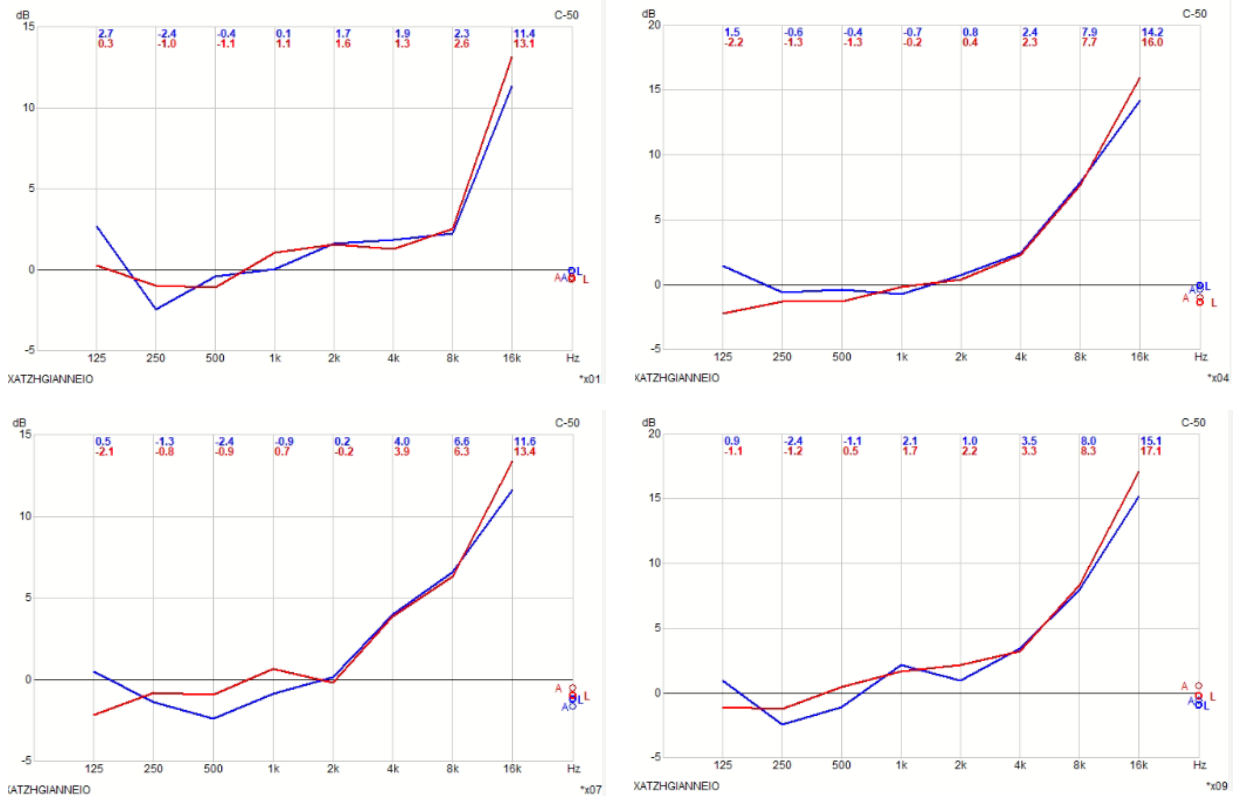 dB C-50
15
2.7 -2.4 -0.4 0.1 1.7 1.9 2.3 11.4
0.3 -1.0 -1.1 1.1 1.6 1.3 2.6 13.1
10
5
0
AA L
L
-5
125 250 500 1k 2k 4k 8k 16k Hz
XATZHGIANNEIO *x01
dB C-50
20
1.5 -0.6 -0.4 -0.7 0.8 2.4 7.9 14.2
-2.2 -1.3 -1.3 -0.2 0.4 2.3 7.7 16.0
15
10
5
0
A L
A L
-5
125 250 500 1k 2k 4k 8k 16k Hz
XATZHGIANNEIO *x04
dB C-50
15
0.5 -1.3 -2.4 -0.9 0.2 4.0 6.6 11.6
-2.1 -0.8 -0.9 0.7 -0.2 3.9 6.3 13.4
10
5
0
A L
A L
-5
125 250 500 1k 2k 4k 8k 16k Hz
XATZHGIANNEIO *x07
dB C-50
20
0.9 -2.4 -1.1 2.1 1.0 3.5 8.0 15.1
-1.1 -1.2 0.5 1.7 2.2 3.3 8.3 17.1
15
10
5
0
A L
A L
-5
125 250 500 1k 2k 4k 8k 16k Hz
XATZHGIANNEIO *x09